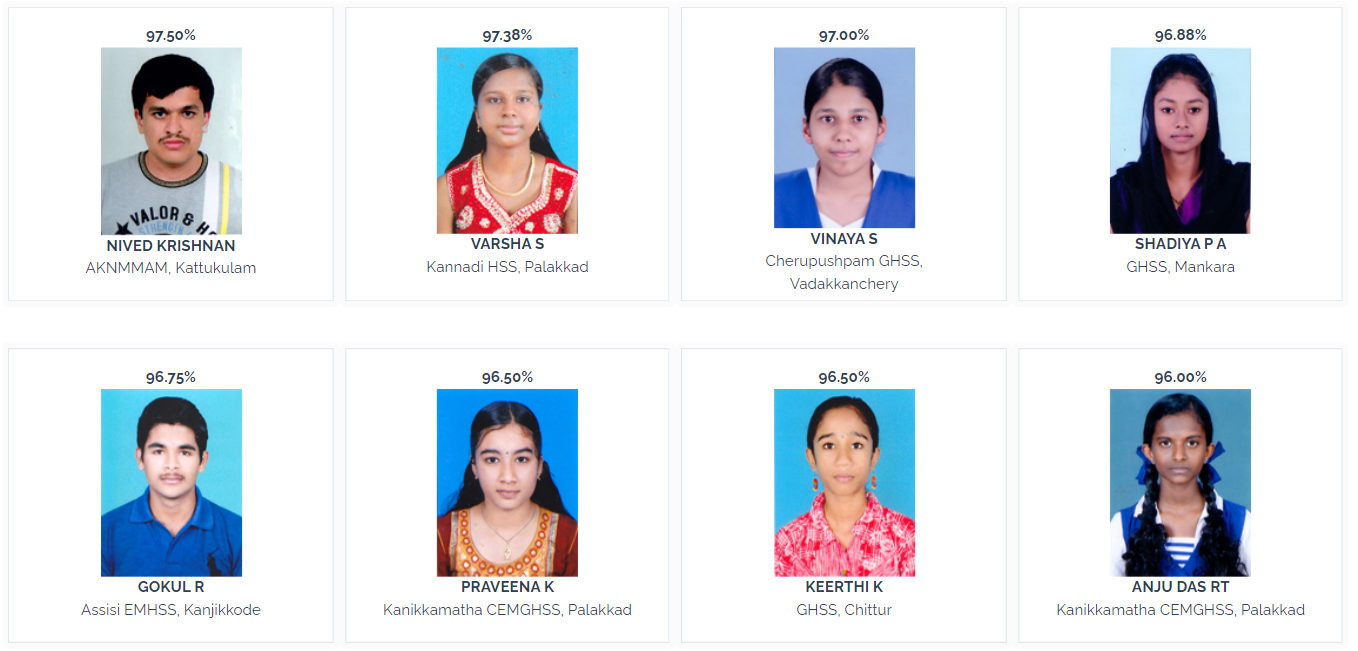 97.50%
97.38%
97.00%
96.88%
VALOR & HO
STRENGTH
NIVED KRISHNAN
VARSHA S
VINAYA S
SHADIYA P A
AKNMMAM, Kattukulam
Kannadi HSS, Palakkad
Cherupushpam GHSS,
Vadakkanchery
GHSS, Mankara
96.75%
96.50%
96.50%
96.00%
GOKUL R
PRAVEENA K
KEERTHI K
ANJU DAS RT
Assisi EMHSS, Kanjikkode
Kanikkamatha CEMGHSS, Palakkad
GHSS, Chittur
Kanikkamatha CEMGHSS, Palakkad